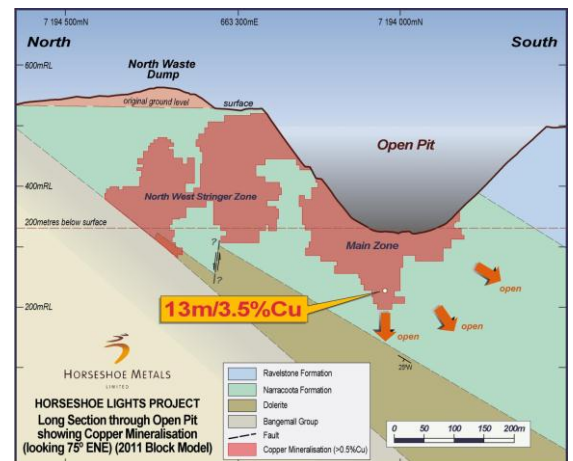 7 194 500mN
663 300mE
7 194 000mN
North
South
North Waste
Dump
600mRL
original ground level
surface
Open Pit
400mRL
North West Stringer Zone
200metres below surface
Main Zone
?
?
13m/3.5%Cu
open
open
open
200mRL
HORSESHOE METALS
LIMITED
HORSESHOE LIGHTS PROJECT
Long Section through Open Pit
showing Copper Mineralisation
(looking 75° ENE) (2011 Block Model)
Ravelstone Formation
Narracoota Formation
Dolerite
Bangemall Group
Fault
Copper Mineralisation (>0.5%Cu)
0 50 100 150 200m